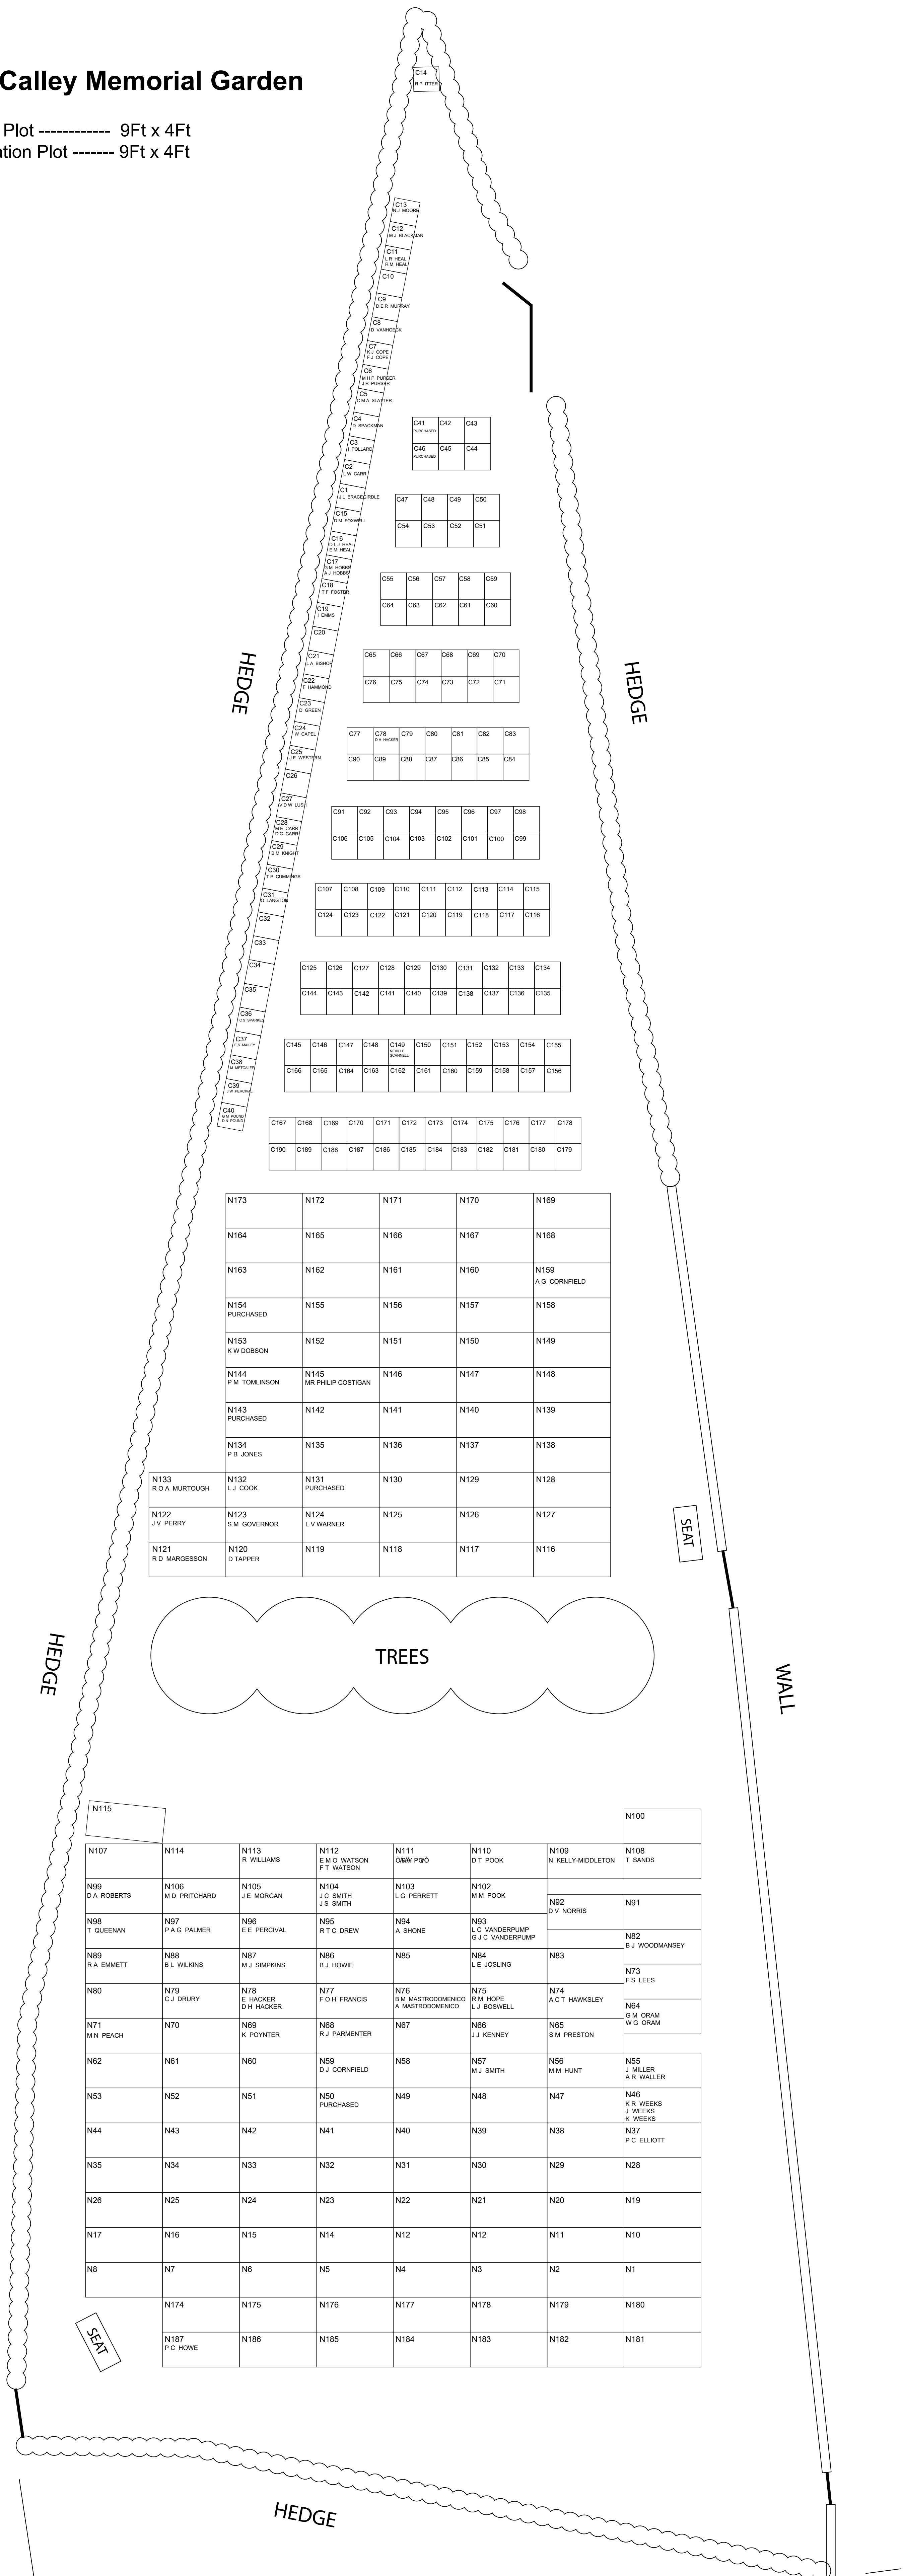 Calley Memorial Garden
Plot ------------ 9Ft x 4Ft
ation Plot ------- 9Ft x 4Ft
C14
R P ITTER
C13
N J MOORE
C12
M J BLACKMAN
C11
L R HEAL
R M HEAL
C10
C9
D E R MURRAY
C8
D VANHOECK
C7
K J COPE
F J COPE
C6
M H P PURSER
J R PURSER
C5
C M A SLATTER
C4
D SPACKMAN
C3
I POLLARD
C2
L W CARR
C1
J L BRACEGIRDLE
C15
D M FOXWELL
C16
D L J HEAL
E M HEAL
C17
G M HOBBS
A J HOBBS
C18
T F FOSTER
C19
I EMMS
C20
C21
L A BISHOP
C22
F HAMMOND
C23
D GREEN
C24
W CAPEL
C25
J E WESTERN
C26
C27
V D W LUSH
C28
M E CARR
D G CARR
C29
B M KNIGHT
C30
T P CUMMINGS
C31
D LANGTON
C32
C33
C34
C35
C36
C S SPARKES
C37
S E MAILEY
C38
M METCALFE
C39
J W PERCIVAL
C40
G M POUND
D A POUND
C41 C42 C43
PURCHASED
C46 C45 C44
PURCHASED
C47 C48 C49 C50
C54 C53 C52 C51
C55 C56 C57 C58 C59
C64 C63 C62 C61 C60
C65 C66 C67 C68 C69 C70
C76 C75 C74 C73 C72 C71
C77 C78 C79 C80 C81 C82 C83
D H HACKER
C90 C89 C88 C87 C86 C85 C84
C91 C92 C93 C94 C95 C96 C97 C98
C106 C105 C104 C103 C102 C101 C100 C99
C107 C108 C109 C110 C111 C112 C113 C114 C115
C124 C123 C122 C121 C120 C119 C118 C117 C116
C125 C126 C127 C128 C129 C130 C131 C132 C133 C134
C144 C143 C142 C141 C140 C139 C138 C137 C136 C135
C145 C146 C147 C148 C149 C150 C151 C152 C153 C154 C155
NEVILLE
SCANNELL
C166 C165 C164 C163 C162 C161 C160 C159 C158 C157 C156
C167 C168 C169 C170 C171 C172 C173 C174 C175 C176 C177 C178
C190 C189 C188 C187 C186 C185 C184 C183 C182 C181 C180 C179
HEDGE
HEDGE
N173 N172 N171 N170 N169
N164 N165 N166 N167 N168
N163 N162 N161 N160 N159
A G CORNFIELD
N154 N155 N156 N157 N158
PURCHASED
N153 N152 N151 N150 N149
K W DOBSON
N144 N145 N146 N147 N148
P M TOMLINSON MR PHILIP COSTIGAN
N143 N142 N141 N140 N139
PURCHASED
N134 N135 N136 N137 N138
P B JONES
N133 N132 N131 N130 N129 N128
R O A MURTOUGH L J COOK PURCHASED
N122 N123 N124 N125 N126 N127
J V PERRY S M GOVERNOR L V WARNER
N121 N120 N119 N118 N117 N116
R D MARGESSON D TAPPER
SEAT
TREES
HEDGE
WALL
N115 N100
N107 N114 N113 N112 N111 N110 N109 N108
R WILLIAMS E M O WATSON D T POOK N KELLY-MIDDLETON T SANDS
F T WATSON
N99 N106 N105 N104 N103 N102
D A ROBERTS M D PRITCHARD J E MORGAN J C SMITH L G PERRETT M M POOK
J S SMITH
N92 N91
D V NORRIS
N98 N97 N96 N95 N94 N93
T QUEENAN P A G PALMER E E PERCIVAL R T C DREW A SHONE L C VANDERPUMP
G J C VANDERPUMP
N82
B J WOODMANSEY
N89 N88 N87 N86 N85 N84 N83
R A EMMETT B L WILKINS M J SIMPKINS B J HOWIE L E JOSLING
N73
F S LEES
N80 N79 N78 N77 N76 N75 N74
C J DRURY E HACKER F O H FRANCIS B M MASTRODOMENICO R M HOPE A C T HAWKSLEY
D H HACKER A MASTRODOMENICO L J BOSWELL
N64
G M ORAM
W G ORAM
N71 N70 N69 N68 N67 N66 N65
M N PEACH K POYNTER R J PARMENTER J J KENNEY S M PRESTON
N62 N61 N60 N59 N58 N57 N56 N55
D J CORNFIELD M J SMITH M M HUNT J MILLER
A R WALLER
N53 N52 N51 N50 N49 N48 N47 N46
PURCHASED K R WEEKS
J WEEKS
K WEEKS
N44 N43 N42 N41 N40 N39 N38 N37
P C ELLIOTT
N35 N34 N33 N32 N31 N30 N29 N28
N26 N25 N24 N23 N22 N21 N20 N19
N17 N16 N15 N14 N12 N12 N11 N10
N8 N7 N6 N5 N4 N3 N2 N1
N174 N175 N176 N177 N178 N179 N180
N187 N186 N185 N184 N183 N182 N181
P C HOWE
SEAT
HEDGE